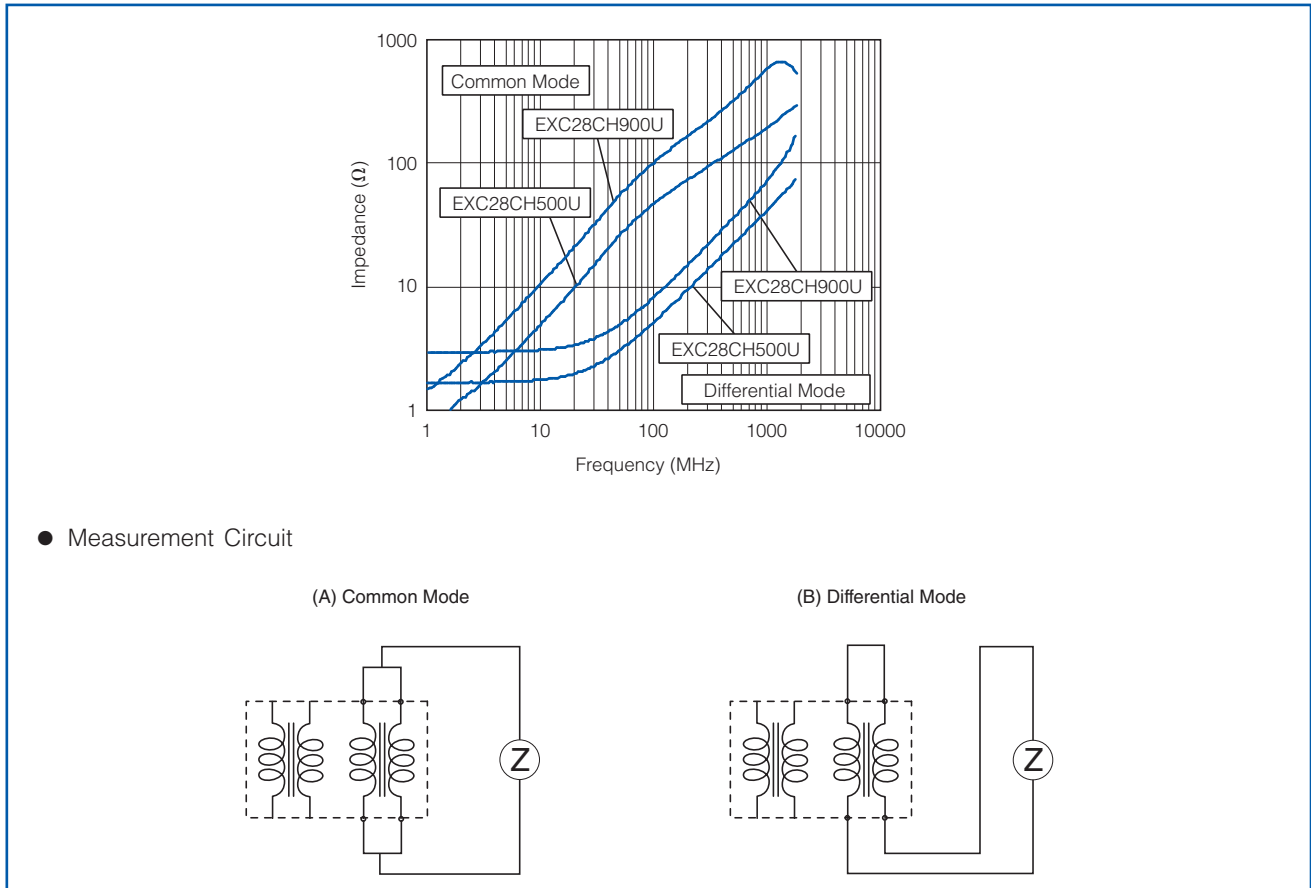 1000
Common Mode
EXC28CH900U
100
Impedance (Ω)
EXC28CH500U
10
EXC28CH900U
EXC28CH500U
Differential Mode
1
1 10 100 1000 10000
Frequency (MHz)
● Measurement Circuit
(A) Common Mode (B) Differential Mode
Z Z